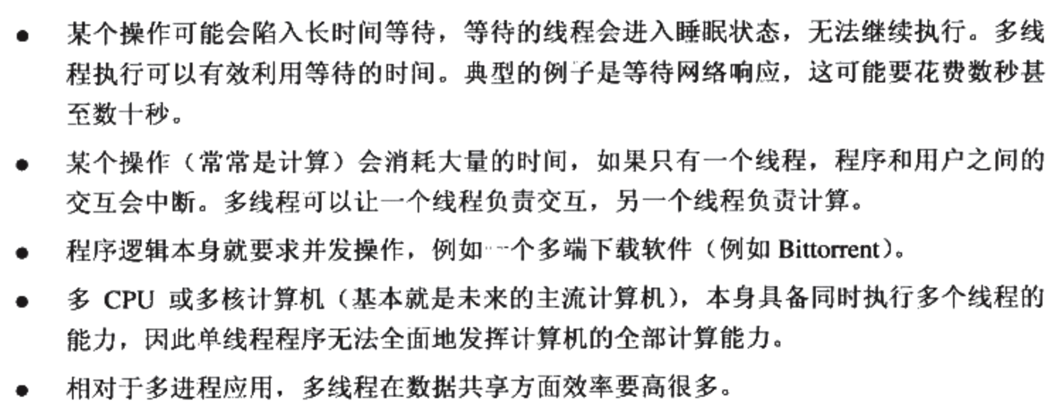 ● 某个操作可能会陷入长时间等待，等待的线程会进入睡眠状态，无法继续执行。多线
程执行可以有效利用等待的时间。典型的例子是等待网络响应，这可能要花费数秒甚
至数十秒。
● 某个操作（常常是计算）会消耗大量的时间，如果只有一个线程，程序和用户之间的
交互会中断。多线程可以让一个线程负责交互，另一个线程负责计算。
● 程序逻辑本身就要求并发操作，例如一个多端下载软件（例如 Bittorrent）。
● 多 CPU 或多核计算机（基本就是未来的主流计算机），本身具备同时执行多个线程的
能力，因此单线程程序无法全面地发挥计算机的全部计算能力。
● 相对于多进程应用，多线程在数据共享方面效率要高很多。